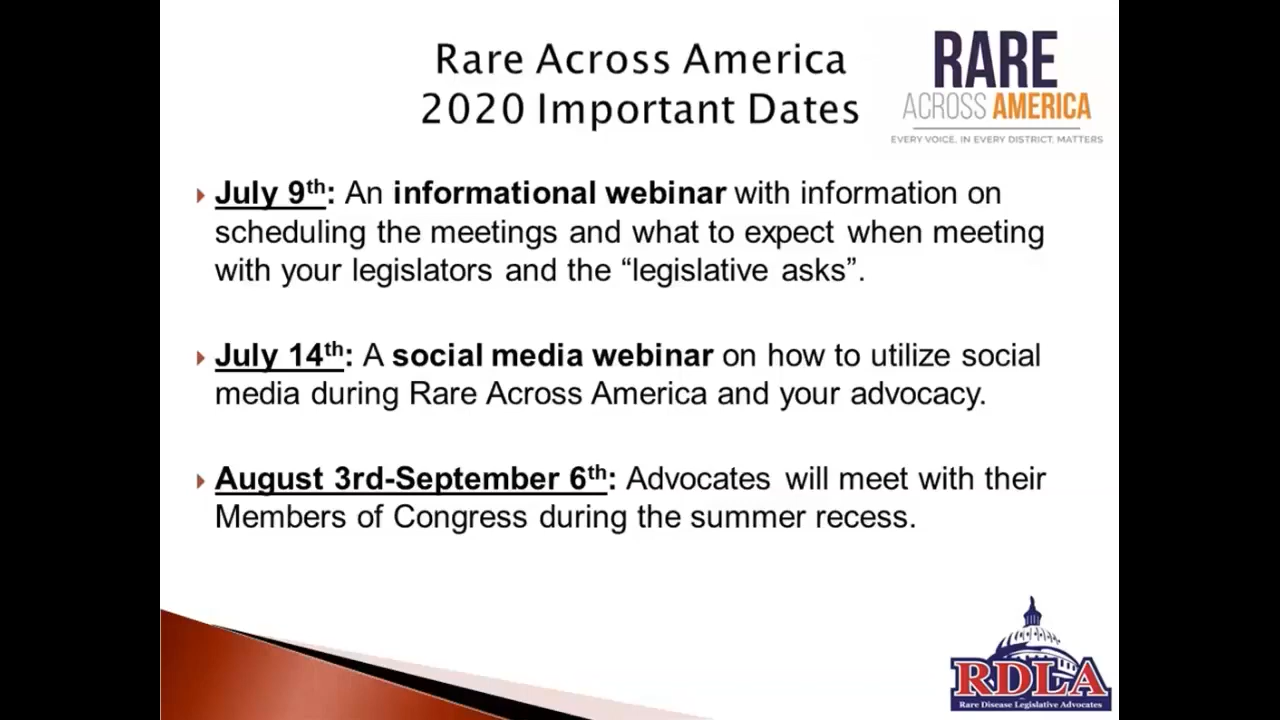 Rare Across America
2020 Important Dates
RARE
ACROSS AMERICA
EVERY VOICE, IN EVERY DISTRICT, MATTERS
July 9th: An informational webinar with information on
scheduling the meetings and what to expect when meeting
with your legislators and the “legislative asks”.
July 14th: A social media webinar on how to utilize social
media during Rare Across America and your advocacy.
August 3rd-September 6th: Advocates will meet with their
Members of Congress during the summer recess.
RDLA
Rare Disease Legislative Advocates